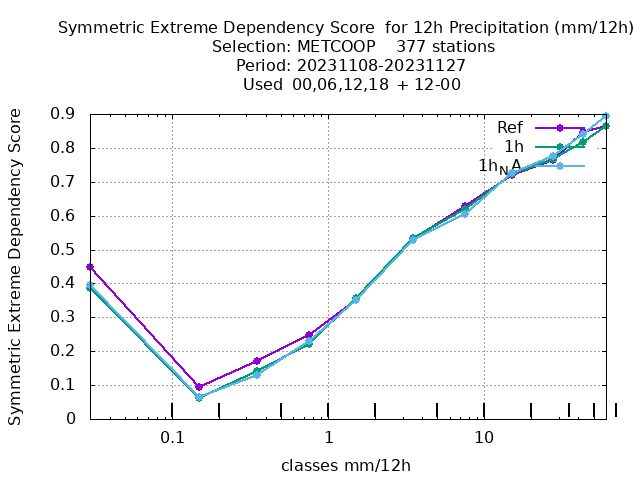 Symmetric Extreme Dependency Score  for 12h Precipitation (mm/12h)
Selection: METCOOP    377 stations
Period: 20231108-20231127
Used  00,06,12,18  + 12-00
Symmetric Extreme Dependency Score
0.9
0.8
0.7
0.6
0.5
0.4
0.3
0.2
0.1
0
Ref
1h
1h_NA
0.1
1
10
classes mm/12h